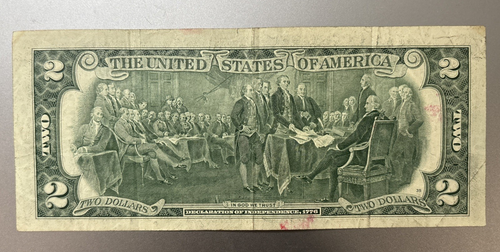 THE UNITED STATES OF AMERICA
2
2
TWO
TWO
2
2
TWO DOLLARS
IN GOD WE TRUST
TWO DOLLARS
DECLARATION OF INDEPENDENCE, 1776